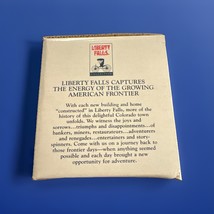 LIBERTY
FALLS
LIBERTY FALLS CAPTURES
THE ENERGY OF THE GROWING
AMERICAN FRONTIER
With each new building and home
"constructed" in Liberty Falls, more of the
history of this delightful Colorado town
unfolds. We witness the joys and
sorrows...triumphs and disappointments—of
bankers, miners, restauranteurs...adventurers
and renegades...entertainers and story-
spinners. Come with us on a journey back to
those frontier days—when anything seemed
possible and each day brought a new
opportunity for adventure.